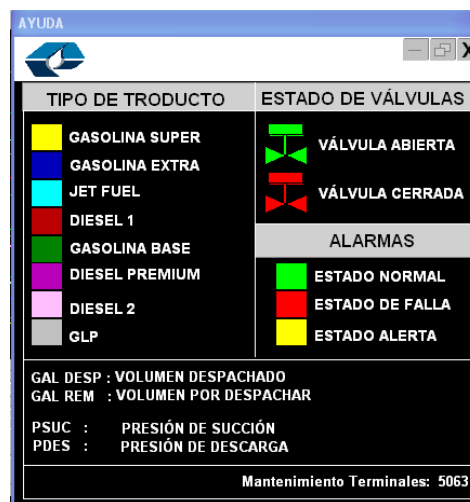 AYUDA
TIPO DE TRODUCTO
GASOLINA SUPER
GASOLINA EXTRA
JET FUEL
DIESEL 1
GASOLINA BASE
DIESEL PREMIUM
DIESEL 2
GLP
ESTADO DE VÁLVULAS
VÁLVULA ABIERTA
VÁLVULA CERRADA
ALARMAS
ESTADO NORMAL
ESTADO DE FALLA
ESTADO ALERTA
GAL DESP : VOLUMEN DESPACHADO
GAL REM : VOLUMEN POR DESPACHAR
PSUC : PRESIÓN DE SUCCIÓN
PDES : PRESIÓN DE DESCARGA
Mantenimiento Terminales: 5063